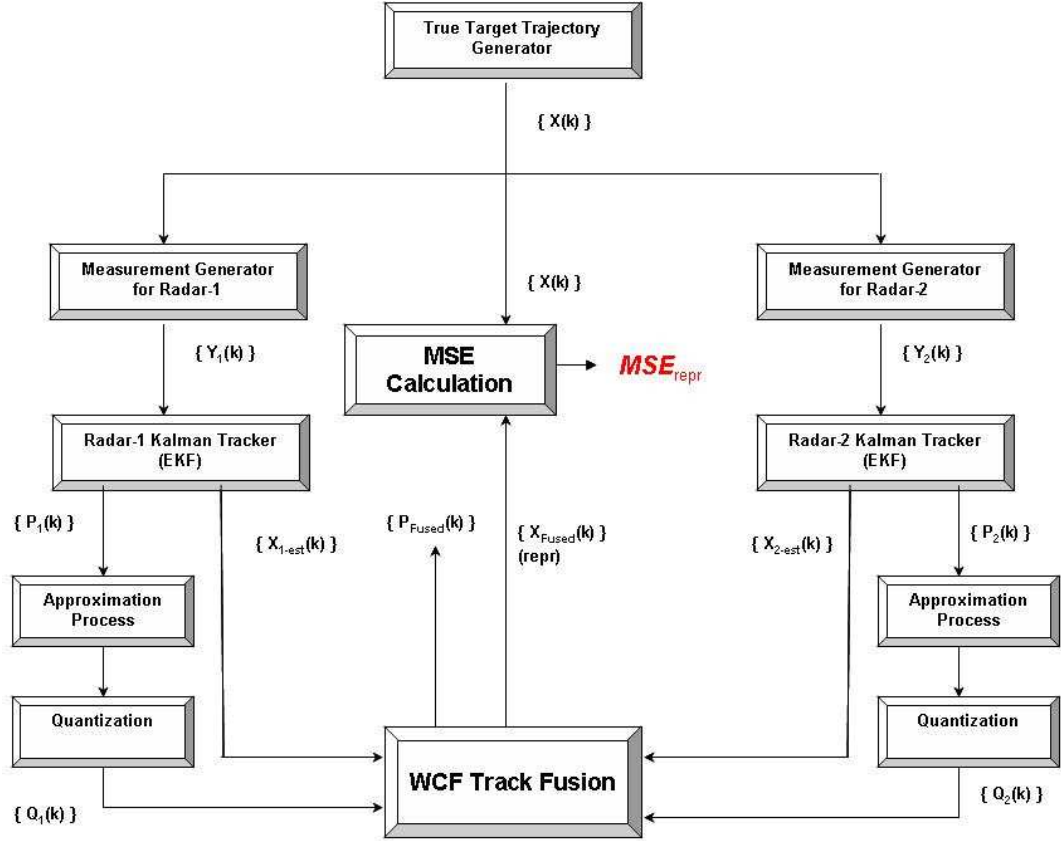 True Target Trajectory
Generator
{ X(k) }
Measurement Generator
for Radar-1
{ X(k) }
Measurement Generator
for Radar-2
{ Y1(k) }
MSE
Calculation
MSErepr
{ Y2(k) }
Radar-1 Kalman Tracker
(EKF)
Radar-2 Kalman Tracker
(EKF)
{ P1(k) }
{ X1-est(k) }
{ PFused(k) }
{ XFused(k) }
(repr)
{ X2-est(k) }
{ P2(k) }
Approximation
Process
Approximation
Process
Quantization
Quantization
WCF Track Fusion
{ Q1(k) }
{ Q2(k) }